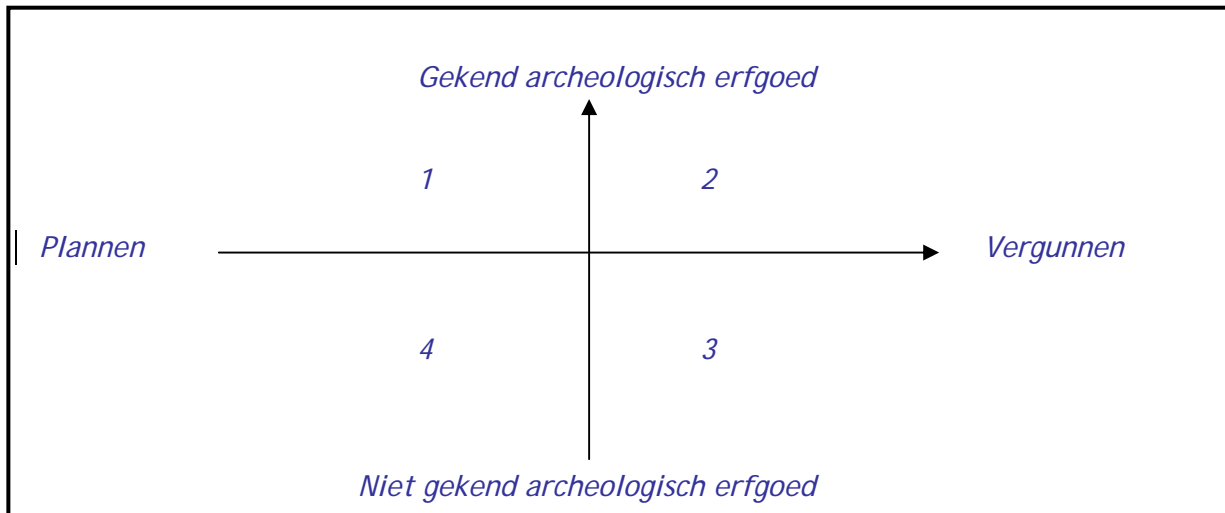 Gekend archeologisch erfgoed
1 2
Plannen Vergunnen
4 3
Niet gekend archeologisch erfgoed